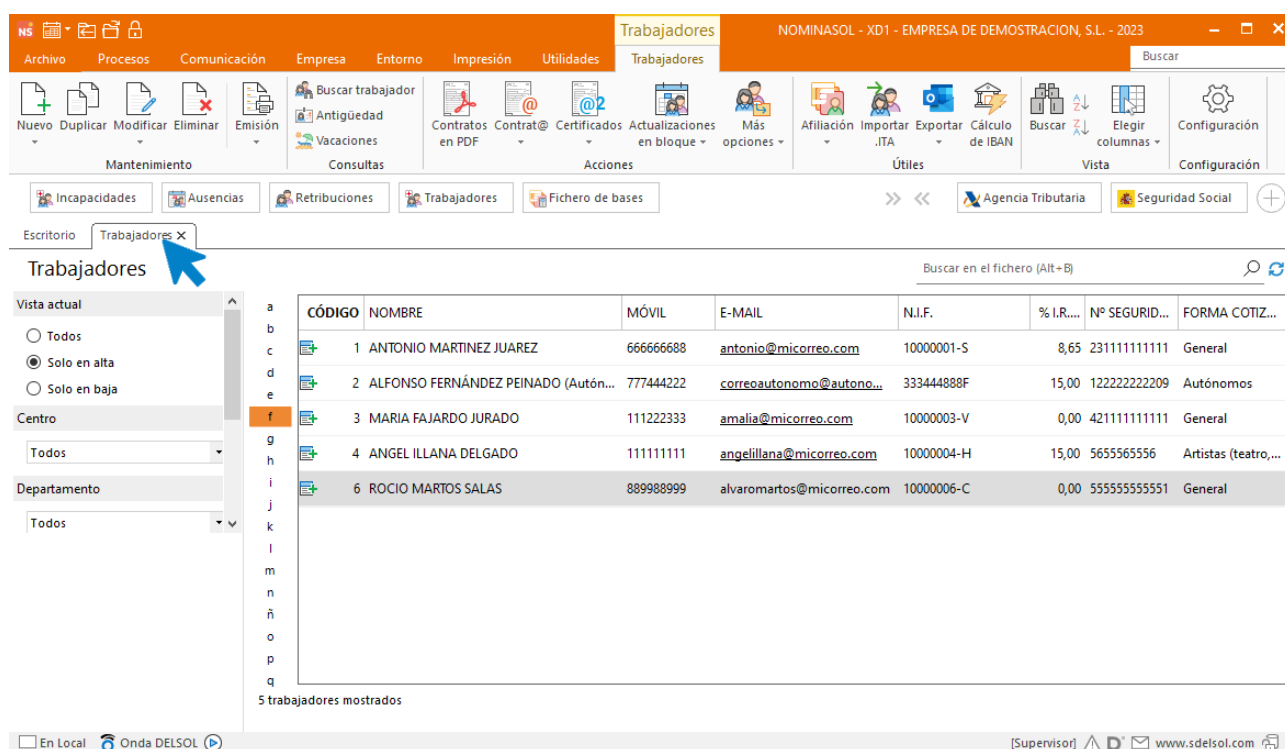 NS Trabajadores NOMINASOL - XD1 - EMPRESA DE DEMOSTRACION, S.L. - 2023
Archivo Procesos Comunicación Empresa Entorno Impresión Utilidades Trabajadores Buscar
Nuevo Duplicar Modificar Eliminar Emisión
Mantenimiento
Buscar trabajador
Antigüedad
Vacaciones
Consultas
Contratos en PDF Contrat@ Certificados Actualizaciones en bloque Más opciones
Acciones
Afiliación Importar .ITA Exportar Cálculo de IBAN
Útiles
Buscar Elegir columnas
Vista
Configuración
Configuración
Incapacidades Ausencias Retribuciones Trabajadores Fichero de bases Agencia Tributaria Seguridad Social
Escritorio Trabajadores X
Trabajadores Buscar en el fichero (Alt+B)
Vista actual
Todos
Solo en alta
Solo en baja
Centro
Todos
Departamento
Todos
a
b
c
d
e
f
g
h
i
j
k
l
m
n
ñ
o
p
q
CÓDIGO NOMBRE MÓVIL E-MAIL N.I.F. % I.R.... Nº SEGURID... FORMA COTIZ...
1 ANTONIO MARTINEZ JUAREZ 666666688 antonio@micorreo.com 10000001-S 8,65 231111111111 General
2 ALFONSO FERNÁNDEZ PEINADO (Autón... 777444222 correoautonomo@autono... 333444888F 15,00 122222222209 Autónomos
3 MARIA FAJARDO JURADO 111222333 amalia@micorreo.com 10000003-V 0,00 421111111111 General
4 ANGEL ILLANA DELGADO 111111111 angelillana@micorreo.com 10000004-H 15,00 5655565556 Artistas (teatro,...
6 ROCIO MARTOS SALAS 889988999 alvaromartos@micorreo.com 10000006-C 0,00 555555555551 General
5 trabajadores mostrados
En Local Onda DELSOL [Supervisor] D www.sdelsol.com